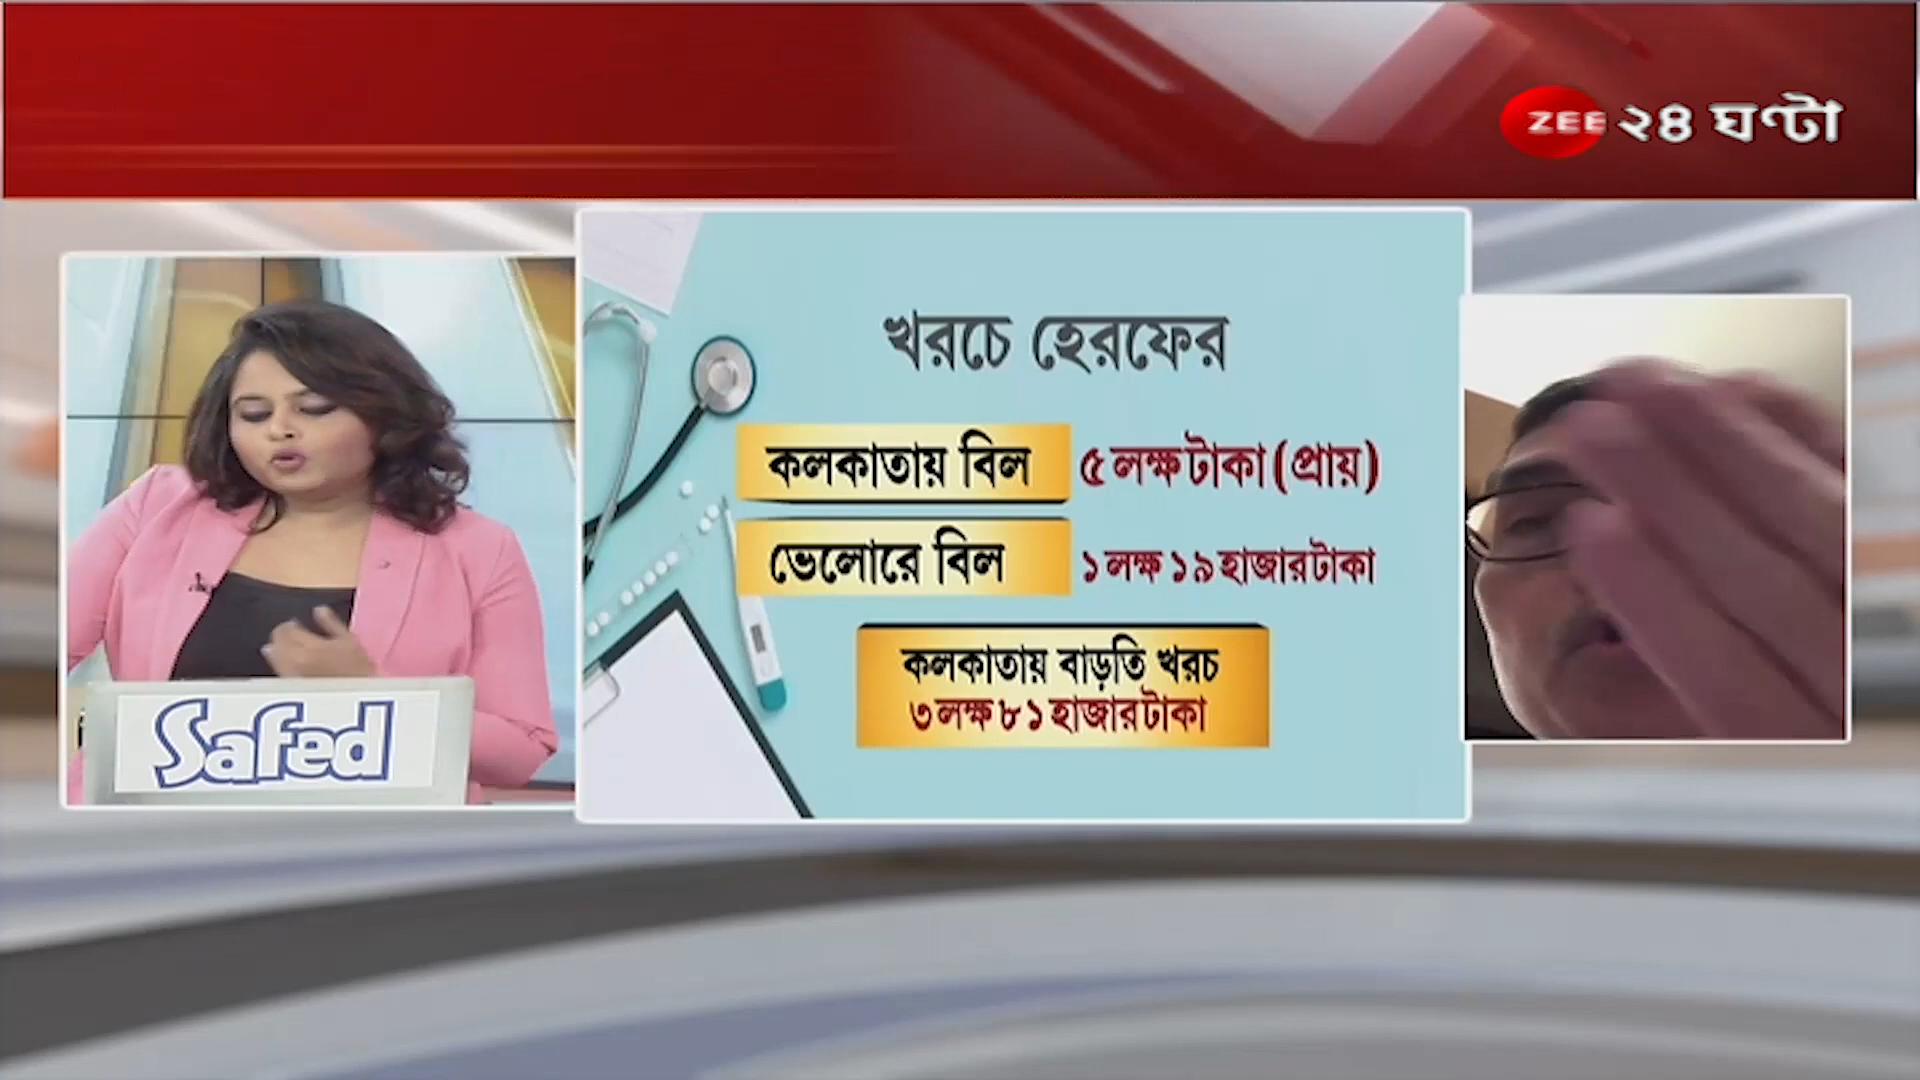 ZEE ২৪ ঘণ্টা
খরচে হেরফের
কলকাতায় বিল ৫ লক্ষ টাকা (প্রায়)
ভেলোরে বিল ১ লক্ষ ১৯ হাজার টাকা
কলকাতায় বাড়তি খরচ
৩ লক্ষ ৮১ হাজার টাকা
Safed